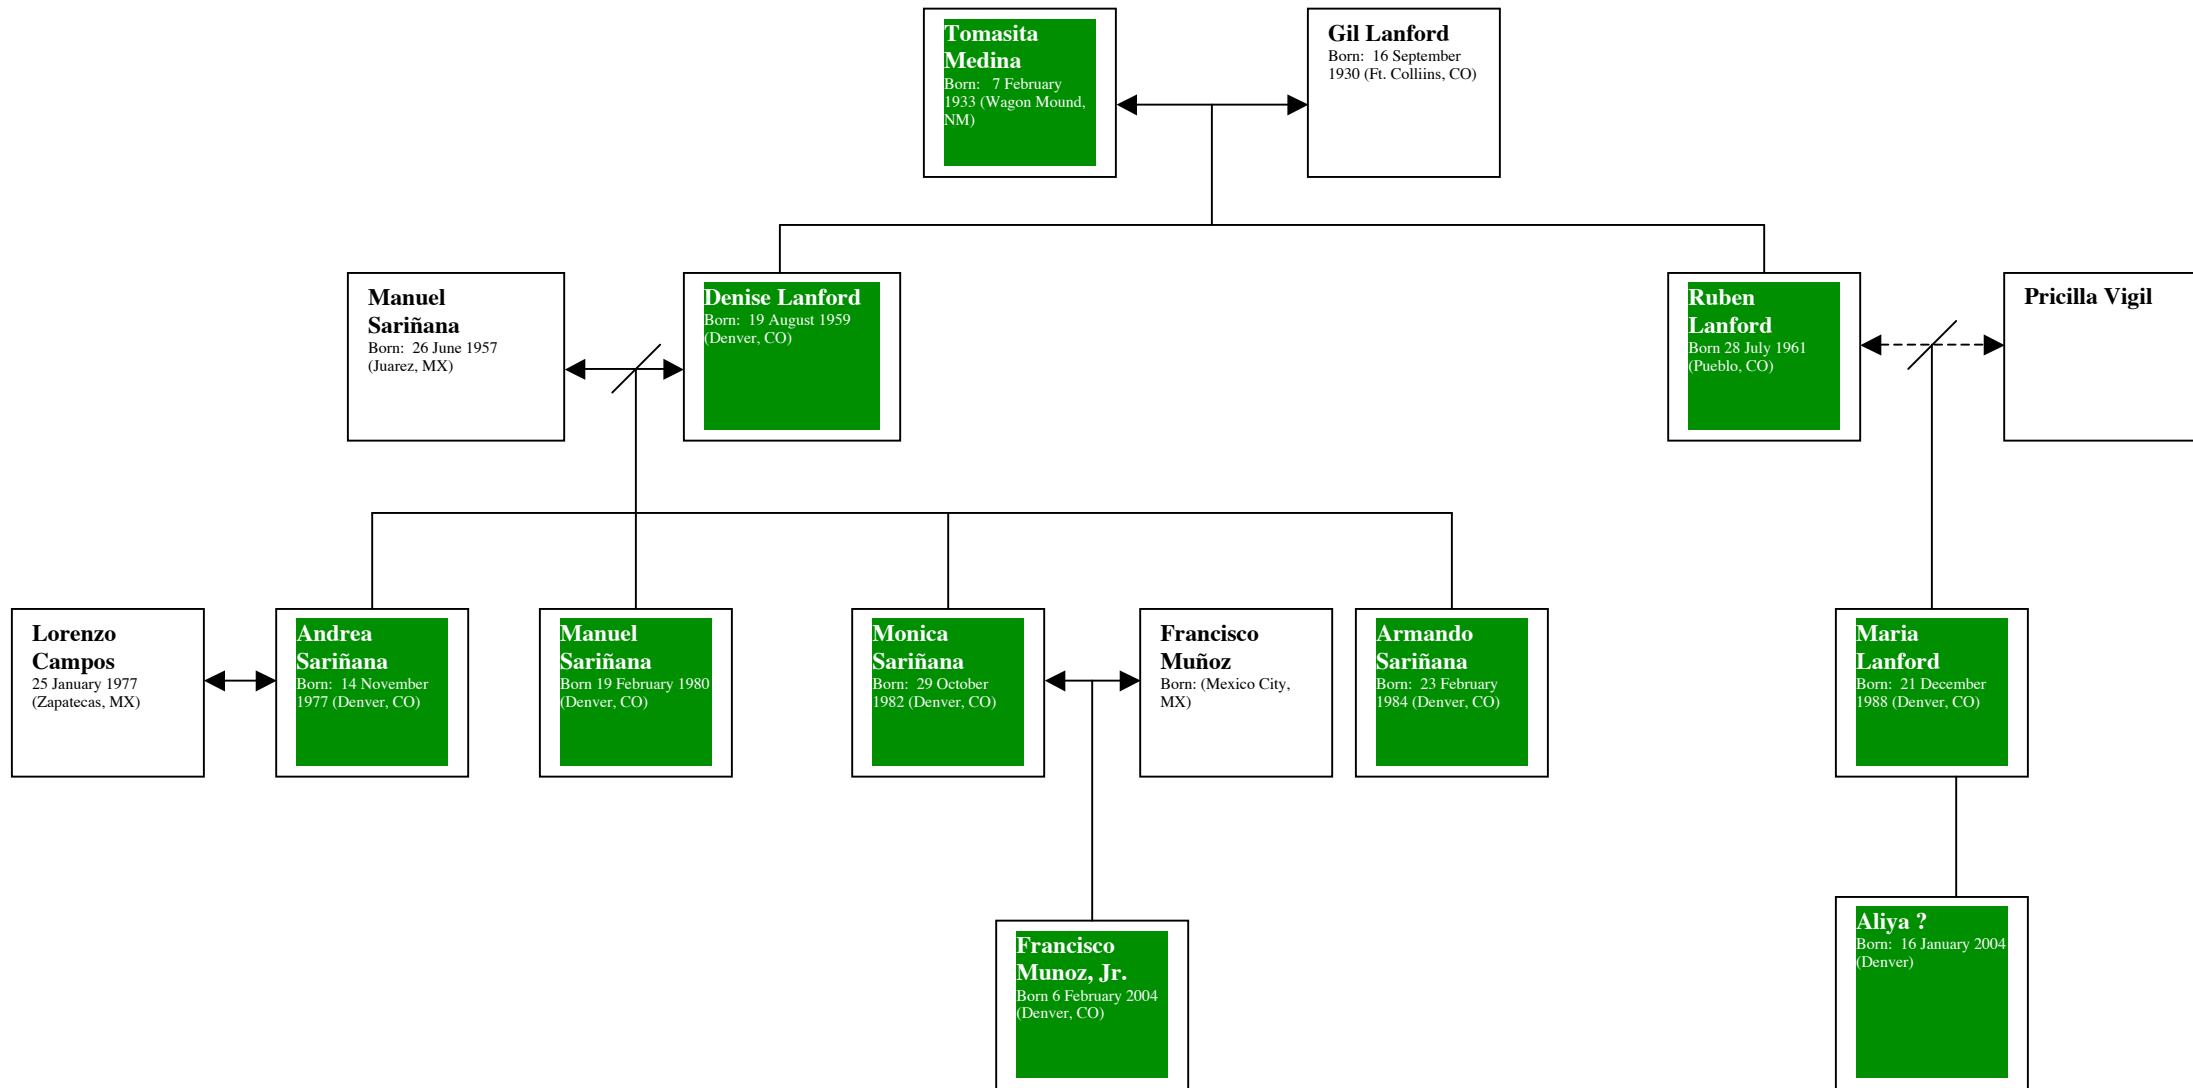 Tomasita
Medina
Born:   7 February
1933 (Wagon Mound,
NM)
Gil Lanford
Born:  16 September
1930 (Ft. Colliins, CO)
Manuel
Sariñana
Born:  26 June 1957
(Juarez, MX)
Denise Lanford
Born:  19 August 1959
(Denver, CO)
Ruben
Lanford
Born 28 July 1961
(Pueblo, CO)
Pricilla Vigil
Lorenzo
Campos
25 January 1977
(Zapatecas, MX)
Andrea
Sariñana
Born:  14 November
1977 (Denver, CO)
Manuel
Sariñana
Born 19 February 1980
(Denver, CO)
Monica
Sariñana
Born:  29 October
1982 (Denver, CO)
Francisco
Muñoz
Born: (Mexico City,
MX)
Armando
Sariñana
Born:  23 February
1984 (Denver, CO)
Maria
Lanford
Born:  21 December
1988 (Denver, CO)
Francisco
Munoz, Jr.
Born 6 February 2004
(Denver, CO)
Aliya ?
Born:  16 January 2004
(Denver)